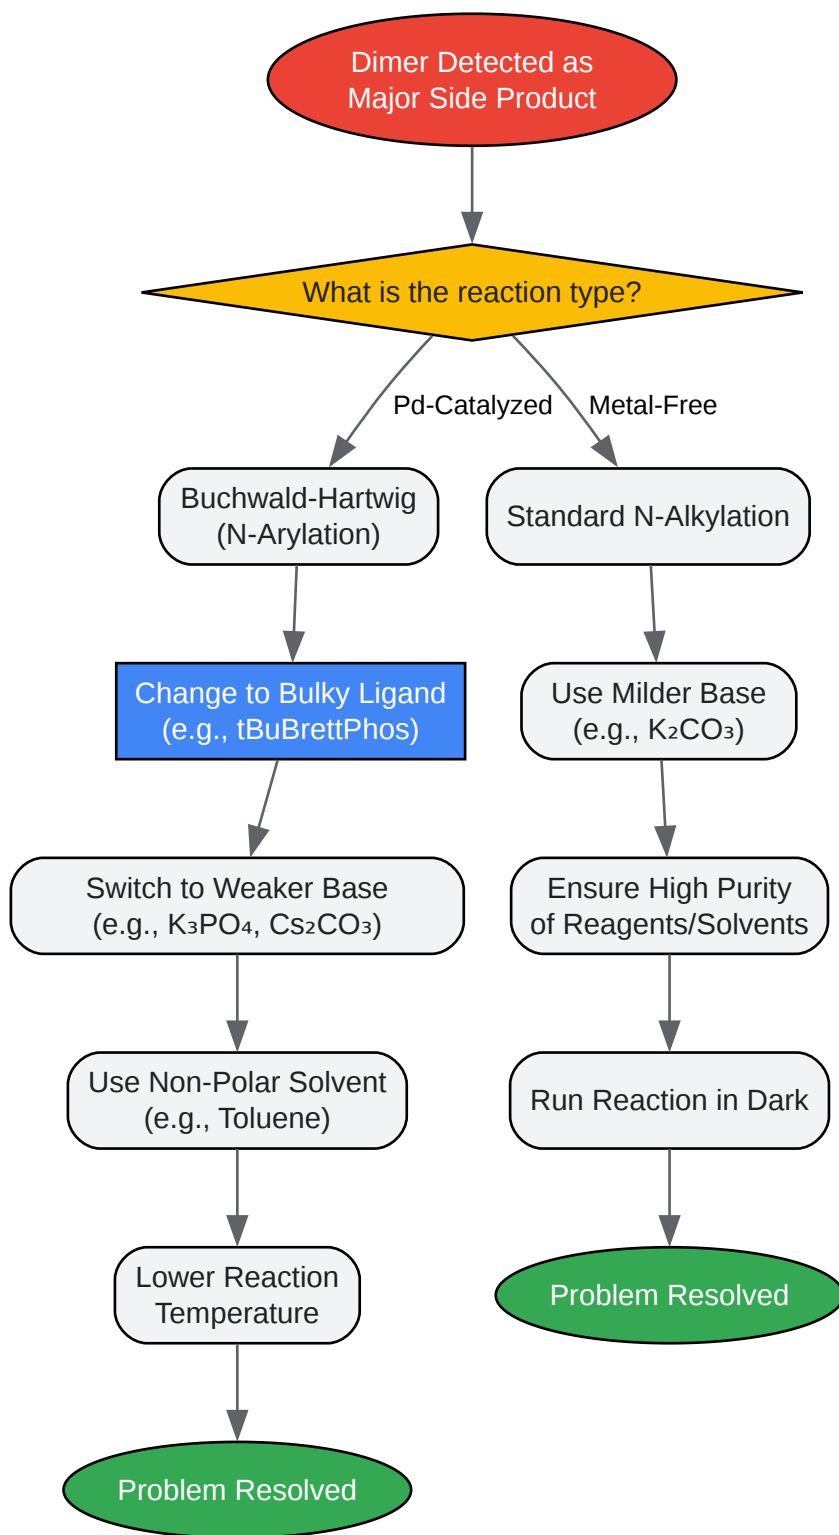 Dimer Detected as
Major Side Product
What is the reaction type?
Pd-Catalyzed
Metal-Free
Buchwald-Hartwig
(N-Arylation)
Standard N-Alkylation
Change to Bulky Ligand
(e.g., tBuBrettPhos)
Use Milder Base
(e.g., K₂CO₃)
Switch to Weaker Base
(e.g., K₃PO₄, Cs₂CO₃)
Ensure High Purity
of Reagents/Solvents
Use Non-Polar Solvent
(e.g., Toluene)
Run Reaction in Dark
Lower Reaction
Temperature
Problem Resolved
Problem Resolved